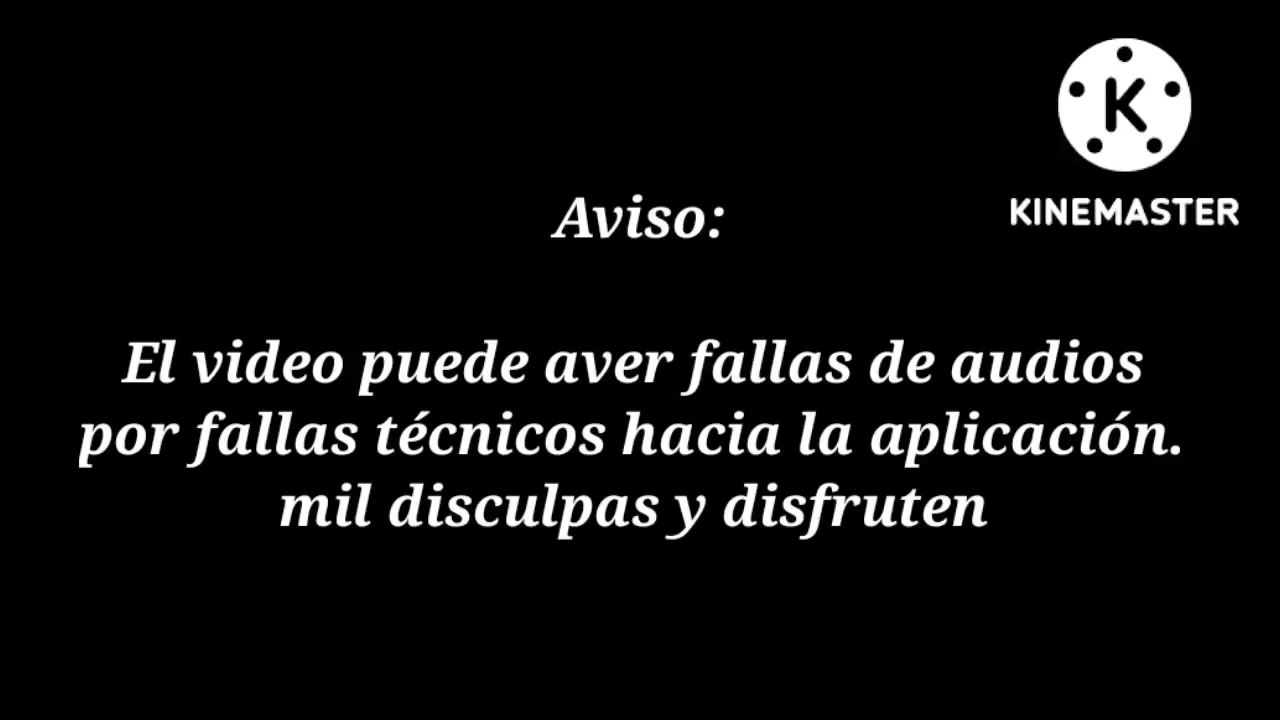 K
KINEMASTER
Aviso:
El video puede aver fallas de audios
por fallas técnicos hacia la aplicación.
mil disculpas y disfruten